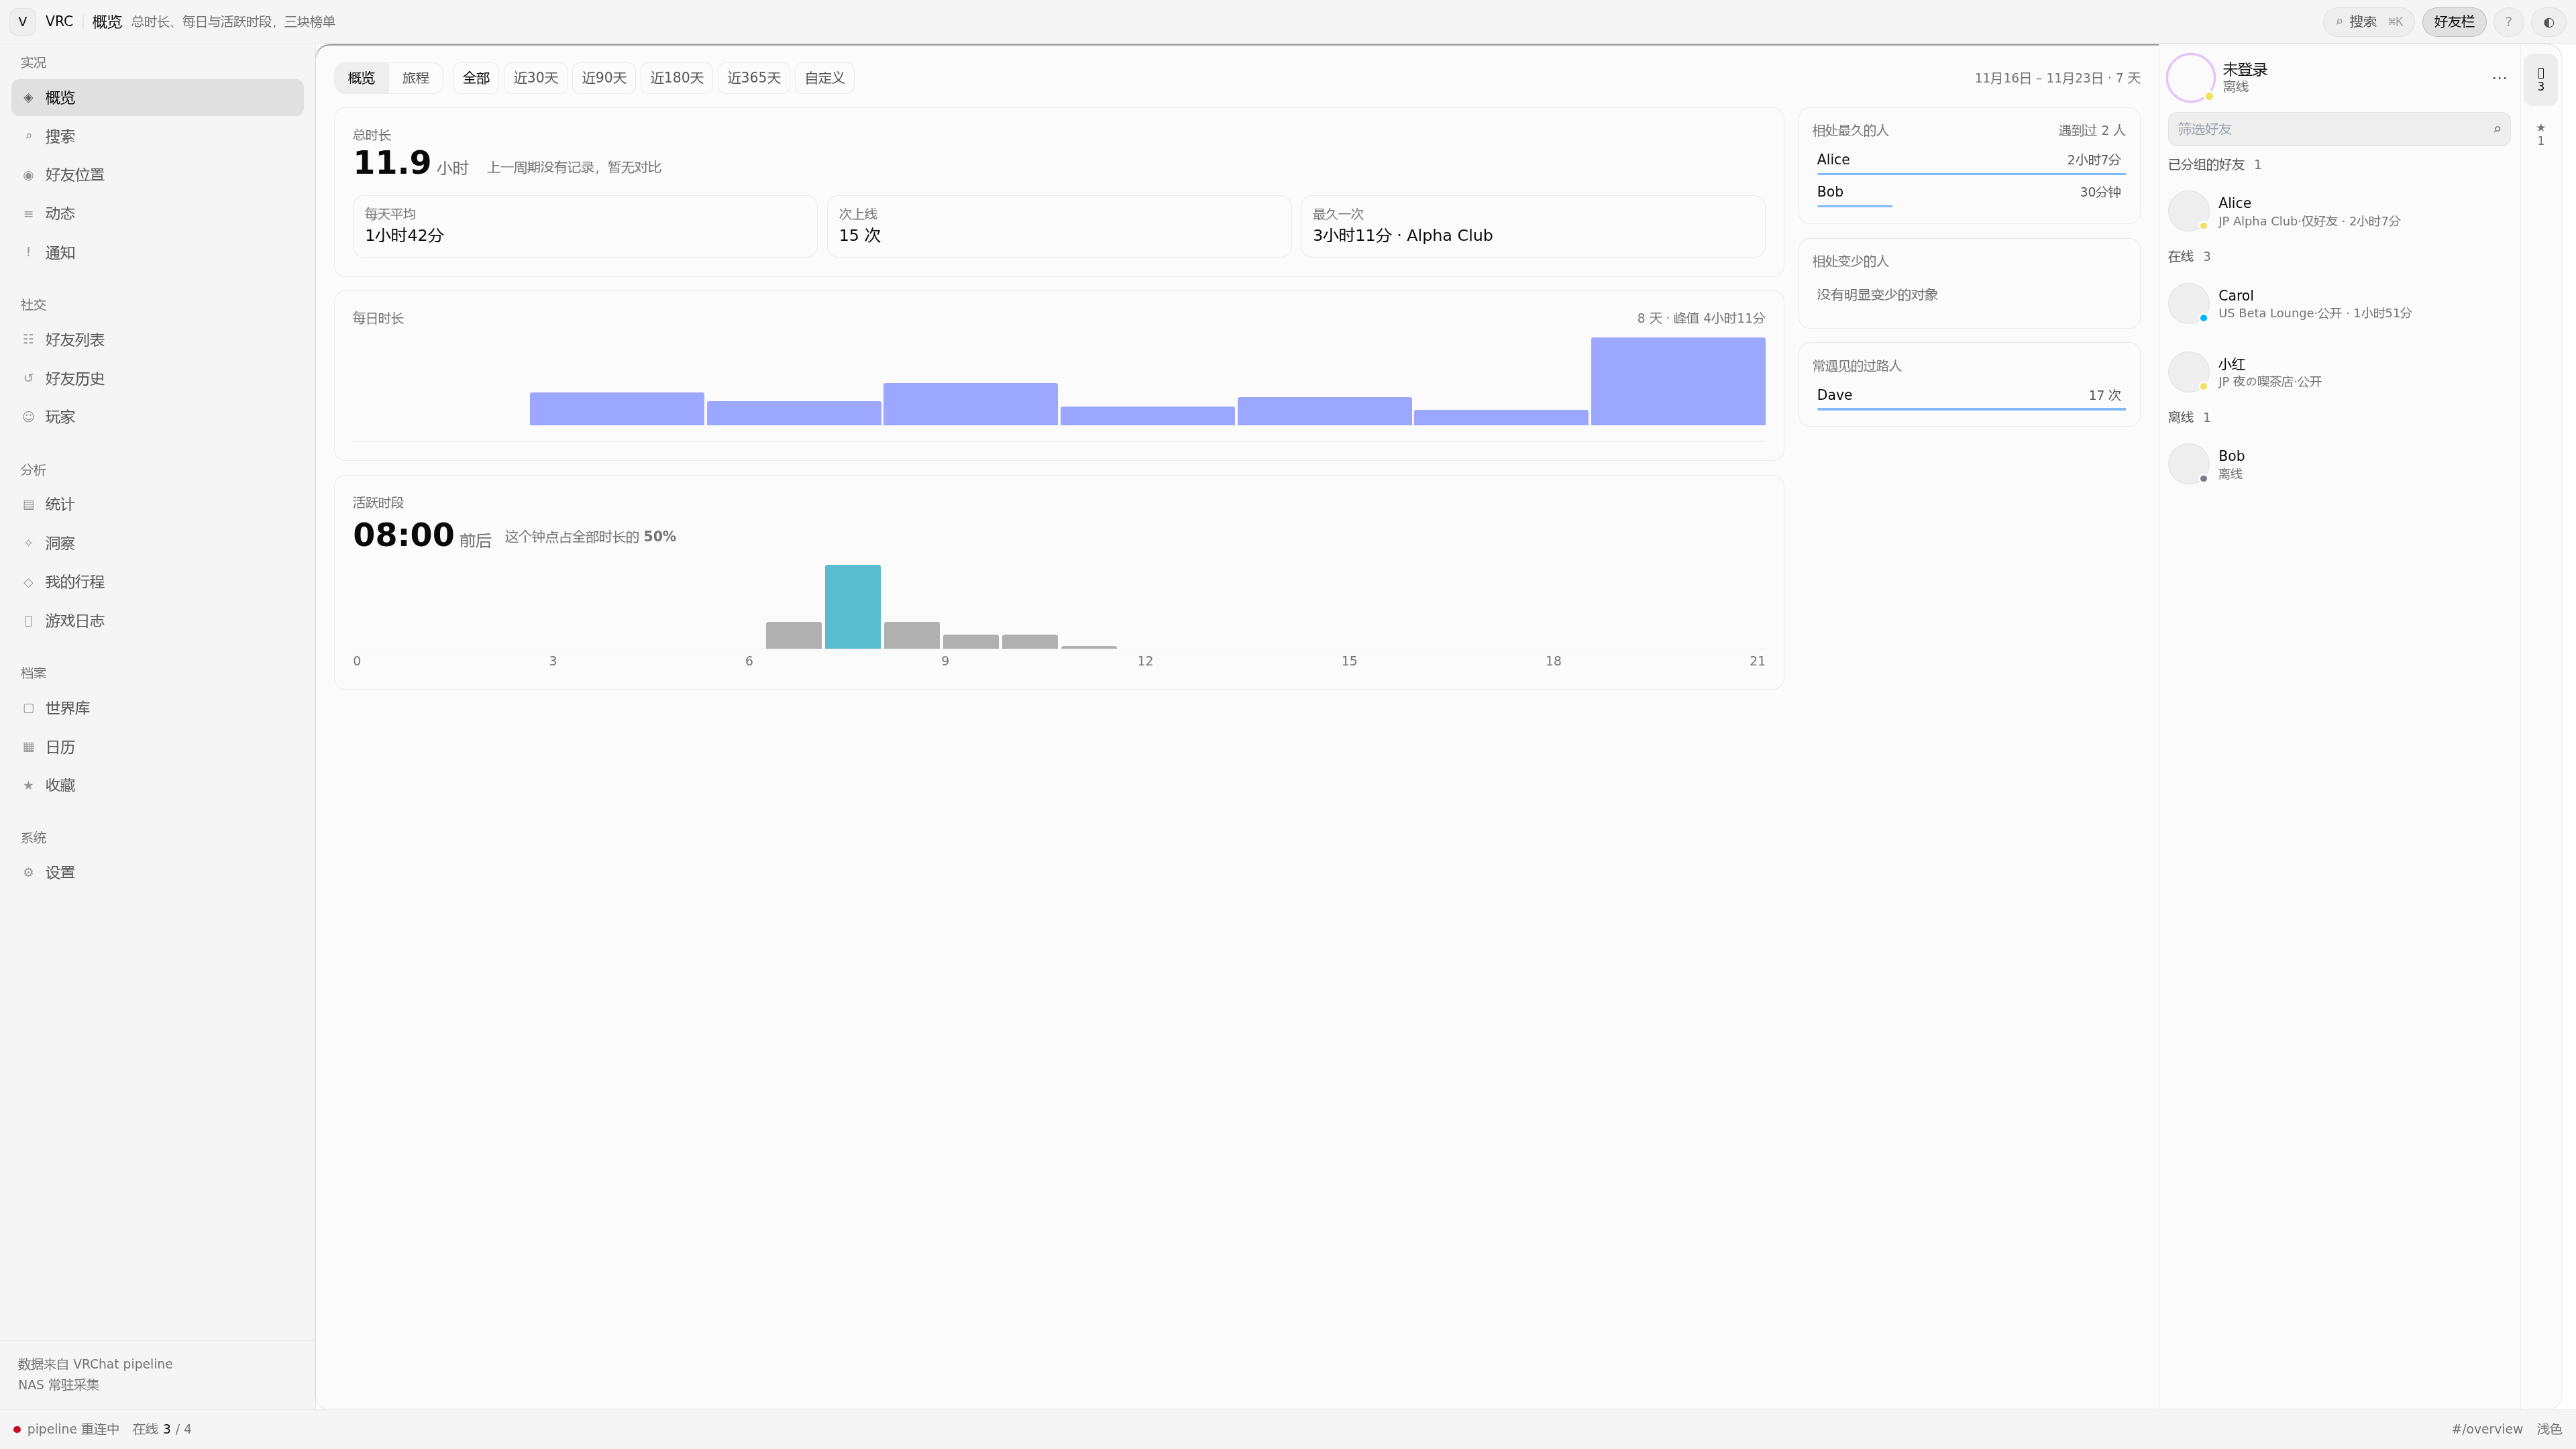 V VRC 概览 总时长、每日与活跃时段，三块榜单
搜索 ⌘K 好友栏 ?
实况
概览
搜索
好友位置
动态
通知
社交
好友列表
好友历史
玩家
分析
统计
洞察
我的行程
游戏日志
档案
世界库
日历
收藏
系统
设置
数据来自 VRChat pipeline
NAS 常驻采集
概览 旅程 全部 近30天 近90天 近180天 近365天 自定义
11月16日 – 11月23日 · 7 天
总时长
11.9 小时 上一周期没有记录，暂无对比
每天平均
1小时42分
次上线
15 次
最久一次
3小时11分 · Alpha Club
每日时长 8 天 · 峰值 4小时11分
活跃时段
08:00 前后 这个钟点占全部时长的 50%
0 3 6 9 12 15 18 21
相处最久的人 遇到过 2 人
Alice 2小时7分
Bob 30分钟
相处变少的人
没有明显变少的对象
常遇见的过路人
Dave 17 次
未登录
离线
...
筛选好友
已分组的好友 1
Alice
JP Alpha Club·仅好友 · 2小时7分
在线 3
Carol
US Beta Lounge·公开 · 1小时51分
小红
JP 夜の喫茶店·公开
离线 1
Bob
离线
3
★
1
pipeline 重连中 在线 3 / 4
#/overview 浅色